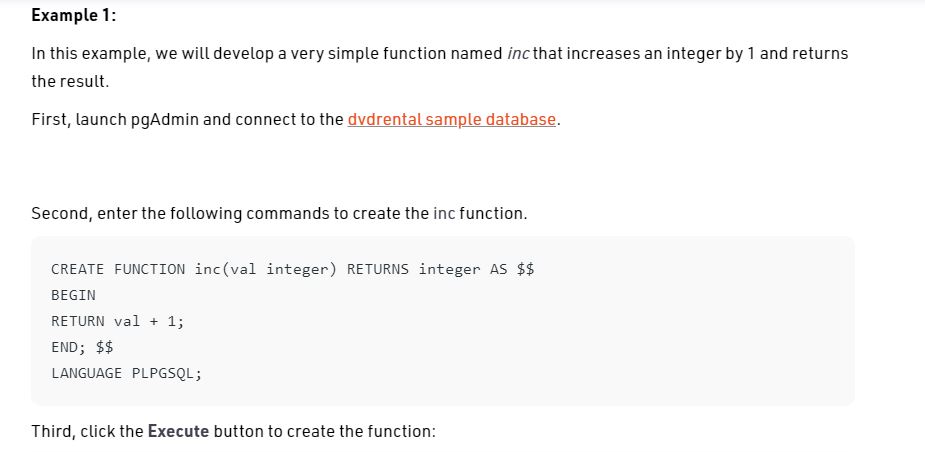 Example 1:
In this example, we will develop a very simple function named inc that increases an integer by 1 and returns
the result.
First, launch pgAdmin and connect to the dvdrental sample database.
Second, enter the following commands to create the inc function.
CREATE FUNCTION inc(val integer) RETURNS integer AS $$
BEGIN
RETURN val + 1;
END; $$
LANGUAGE PLPGSQL;
Third, click the Execute button to create the function: